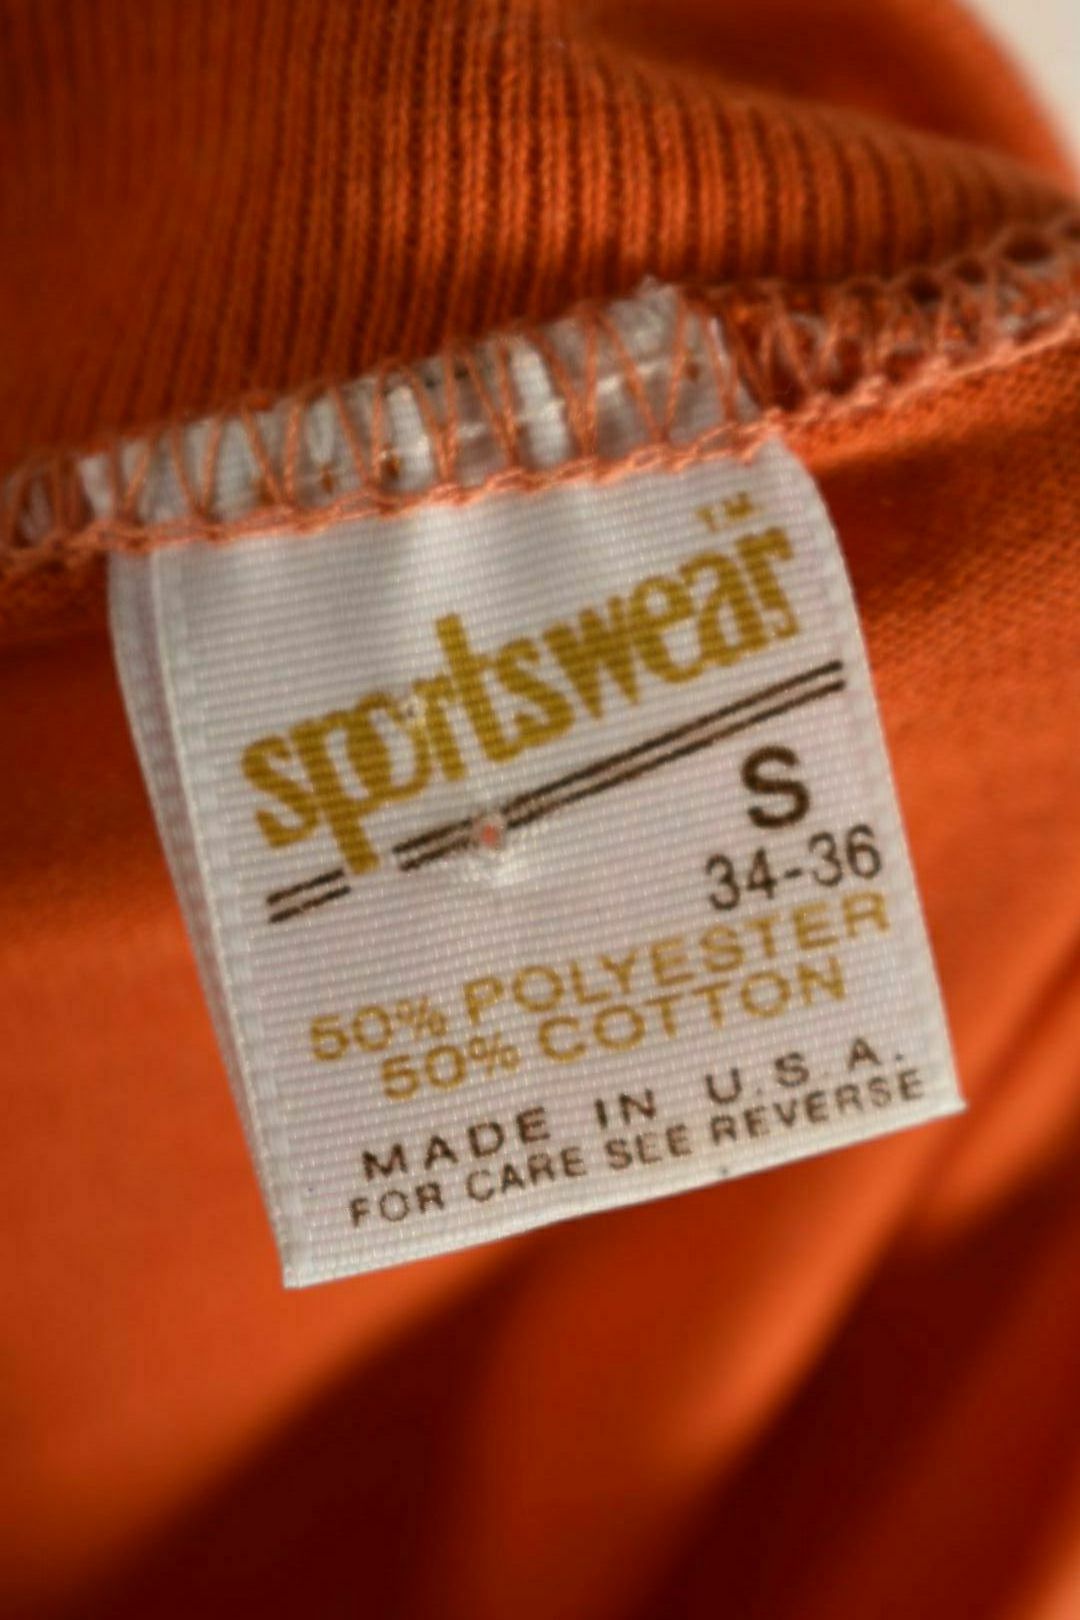 TM
sportswear
S
34-36
50% POLYESTER
50% COTTON
MADE IN U.S.A.
FOR CARE SEE REVERSE